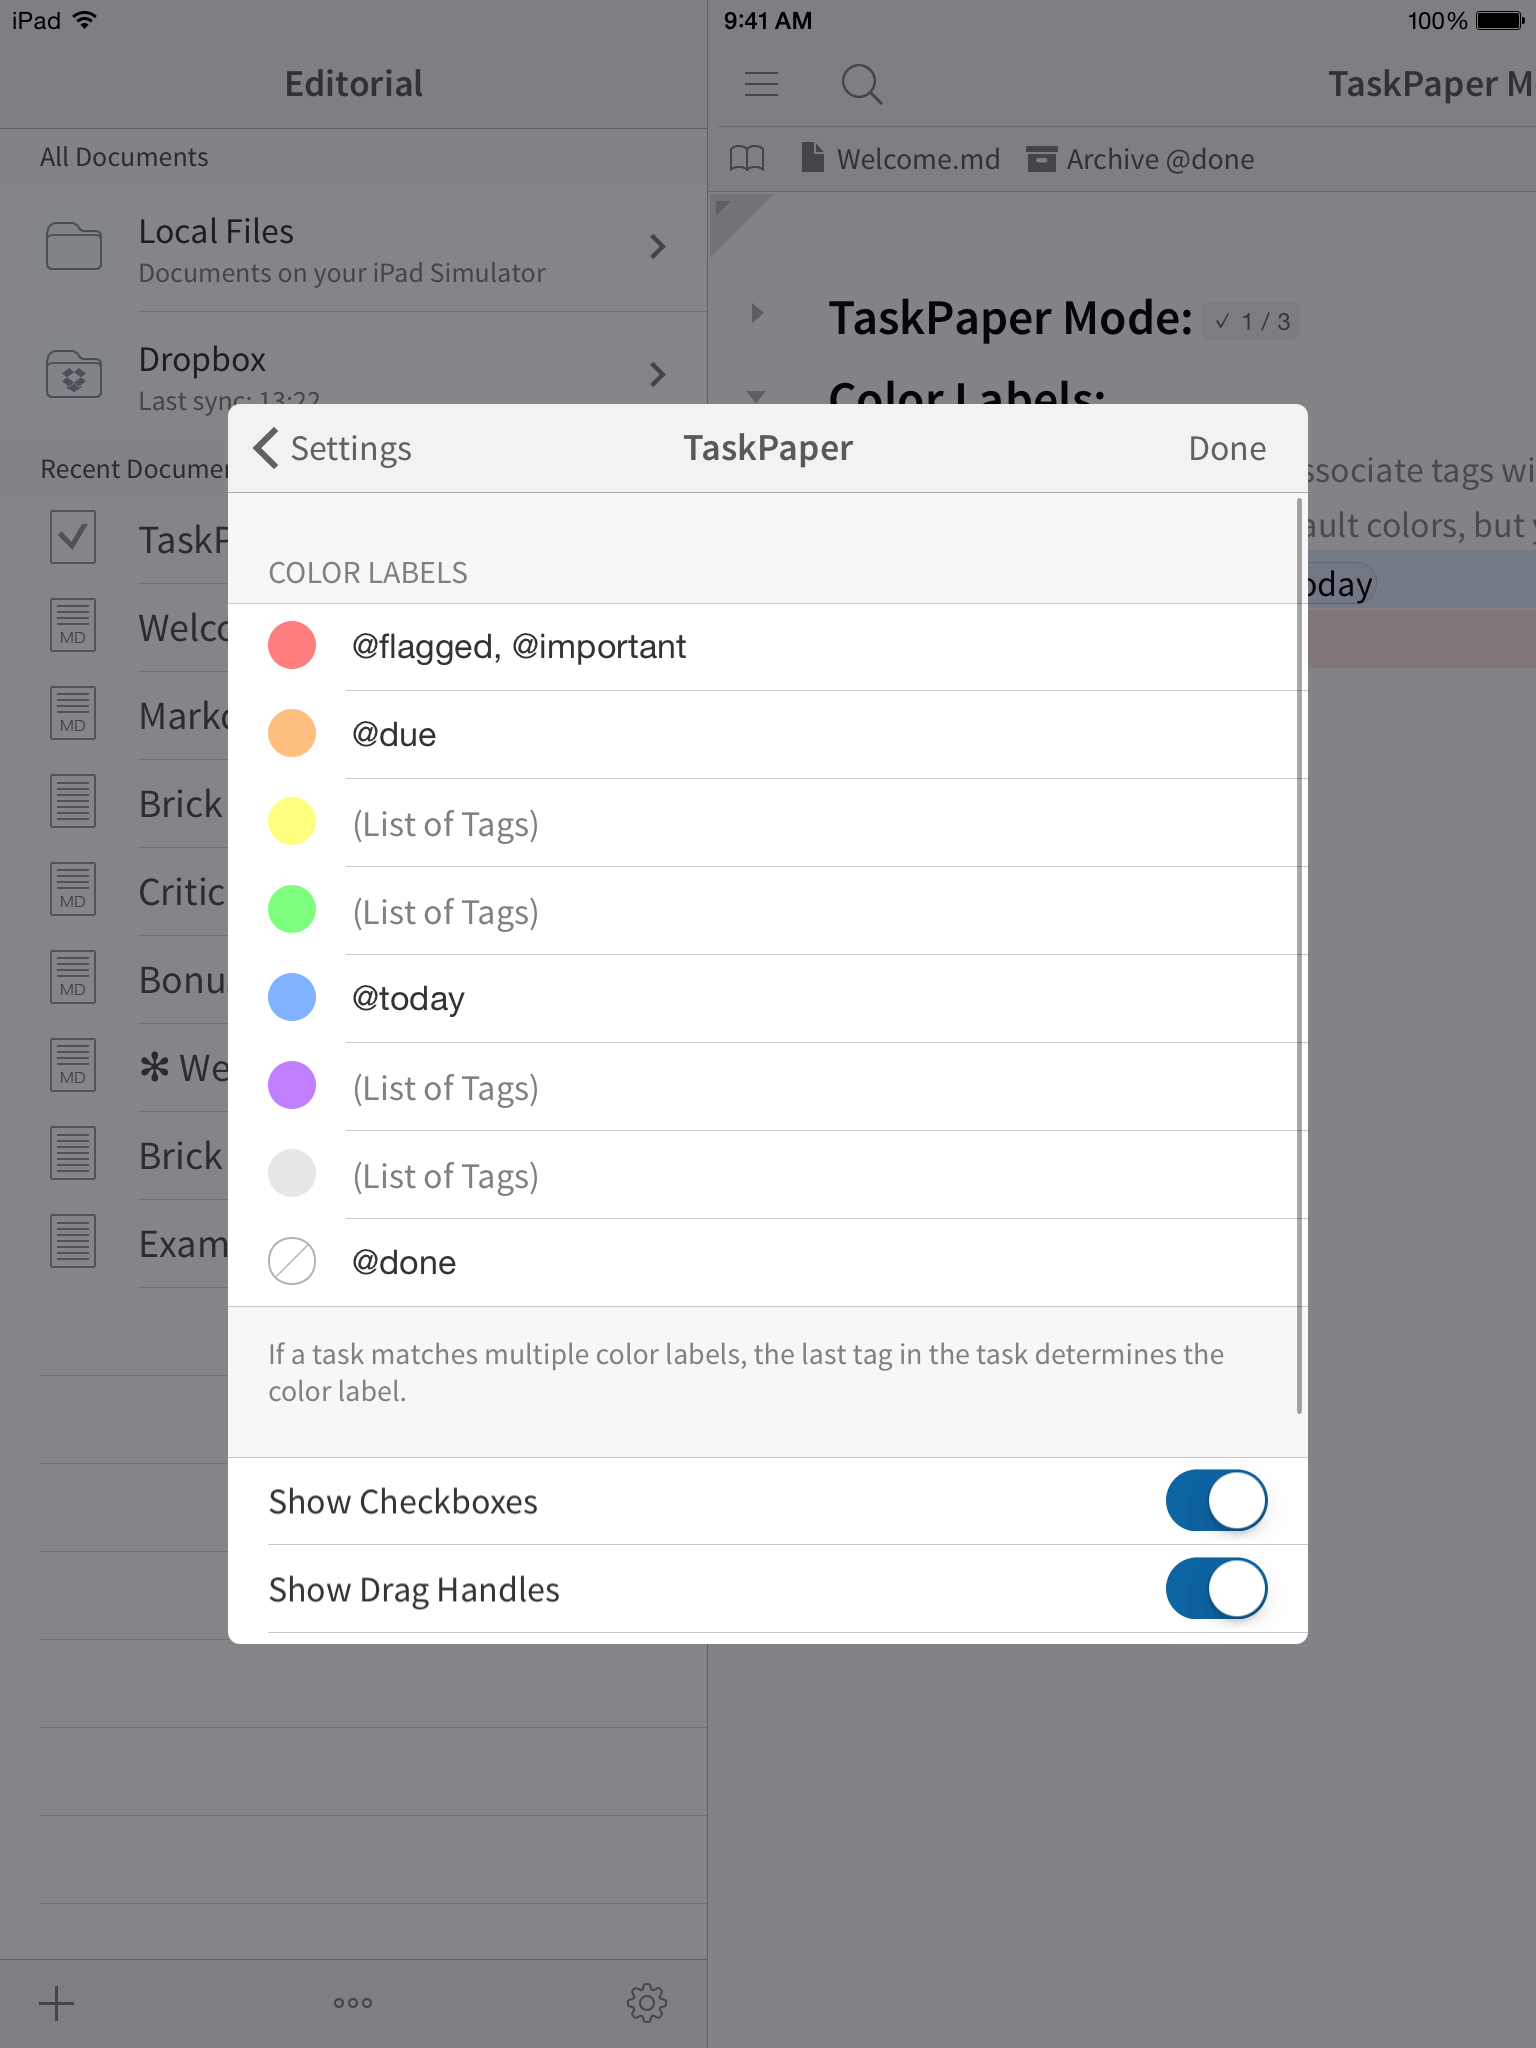 iPad
9:41 AM
100%
Editorial
TaskPaper M
All Documents
Welcome.md
Archive @done
Local Files
Documents on your iPad Simulator
Dropbox
Last sync: 13:22
TaskPaper Mode: ✓ 1 / 3
Color Labels:
Recent Documen
TaskP
MD
Welco
MD
Markd
Brick
MD
Critic
MD
Bonu
MD
✻ We
Brick
Exam
ssociate tags wi
ault colors, but y
oday
Settings
TaskPaper
Done
COLOR LABELS
@flagged, @important
@due
(List of Tags)
(List of Tags)
@today
(List of Tags)
(List of Tags)
@done
If a task matches multiple color labels, the last tag in the task determines the
color label.
Show Checkboxes
Show Drag Handles